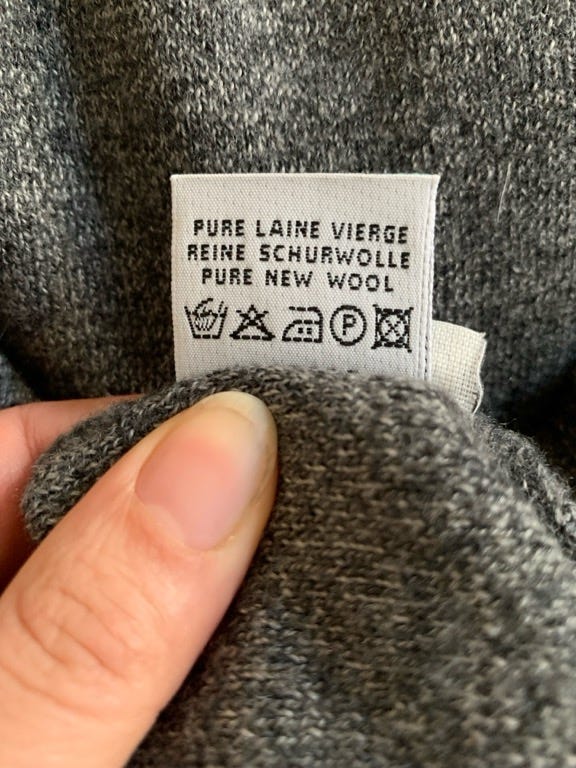 PURE LAINE VIERGE
REINE SCHURWOLLE
PURE NEW WOOL
P